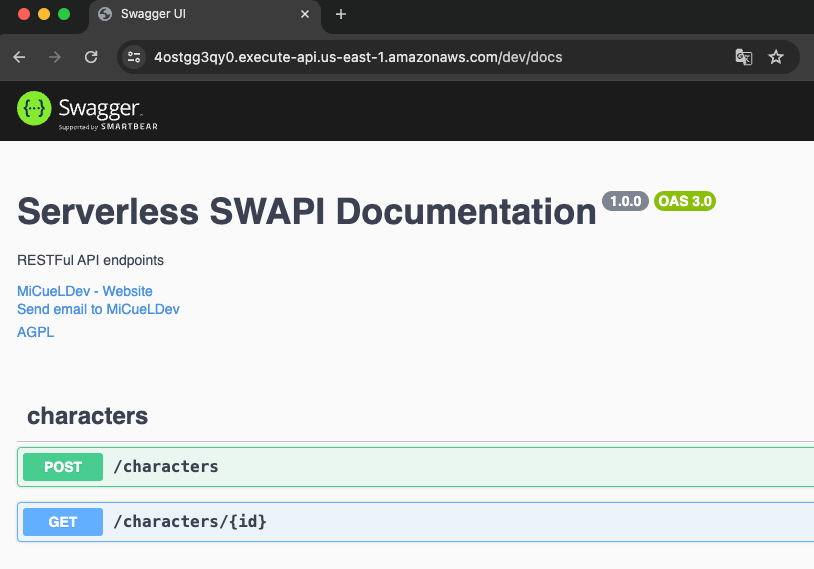 Swagger UI
4ostgg3qy0.execute-api.us-east-1.amazonaws.com/dev/docs
{···} Swagger.
Supported by SMARTBEAR
Serverless SWAPI Documentation 1.0.0 OAS 3.0
RESTFul API endpoints
MiCueLDev - Website
Send email to MiCueLDev
AGPL
characters
POST /characters
GET /characters/{id}